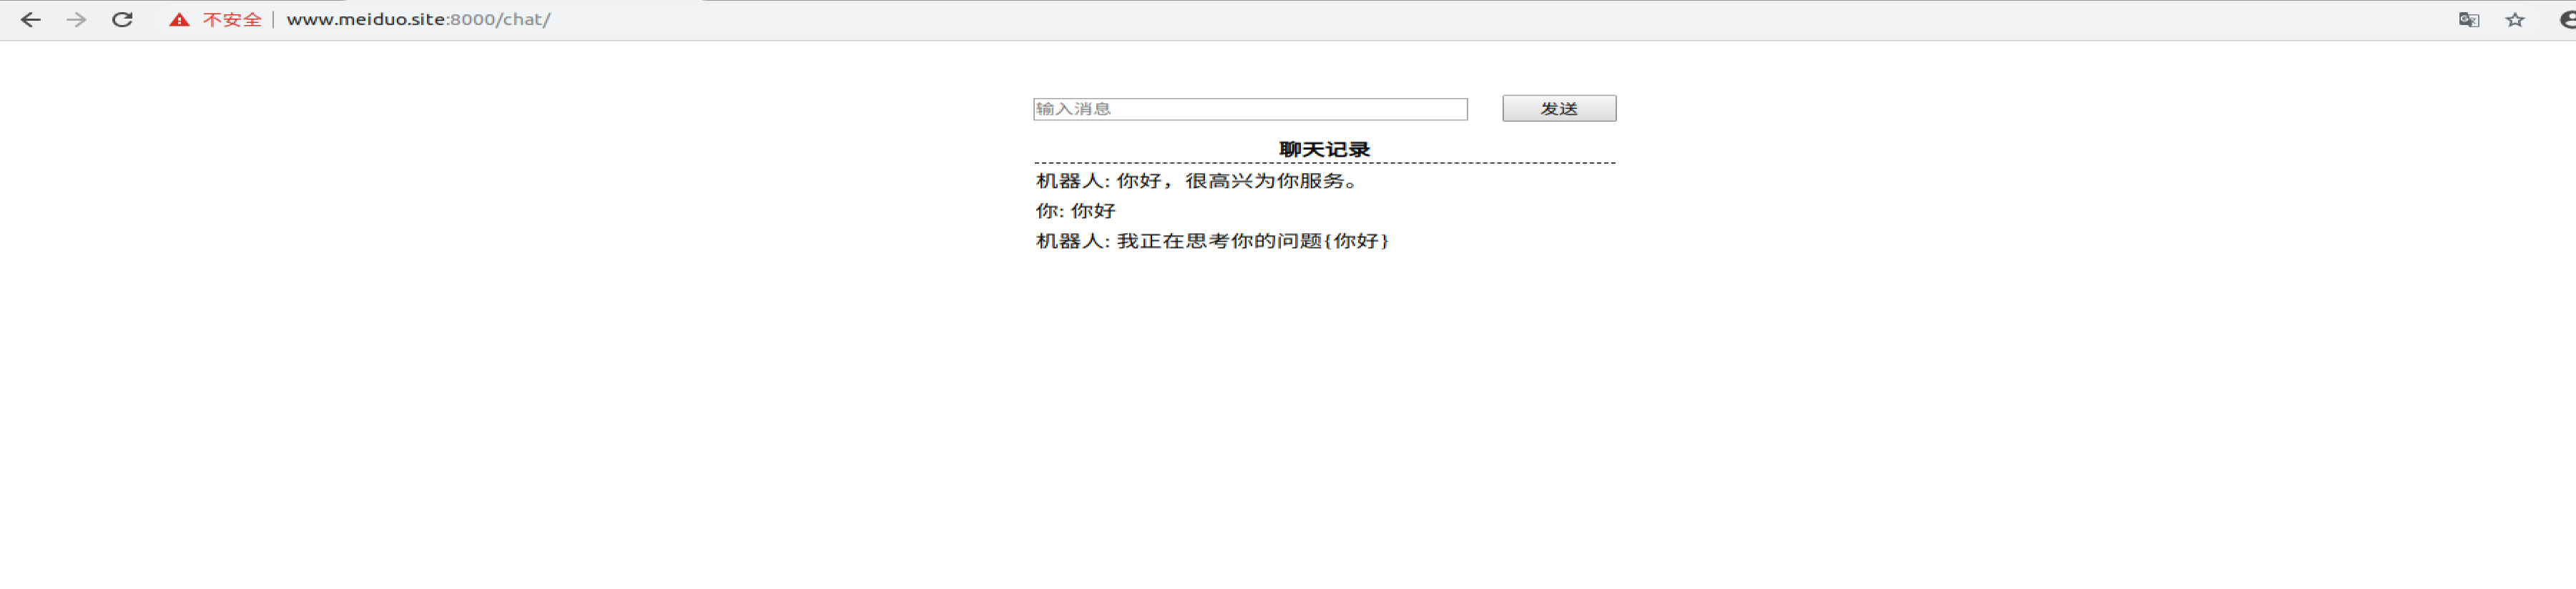 不安全 | www.meiduo.site:8000/chat/
输入消息 发送
聊天记录
机器人: 你好，很高兴为你服务。
你: 你好
机器人: 我正在思考你的问题{你好}